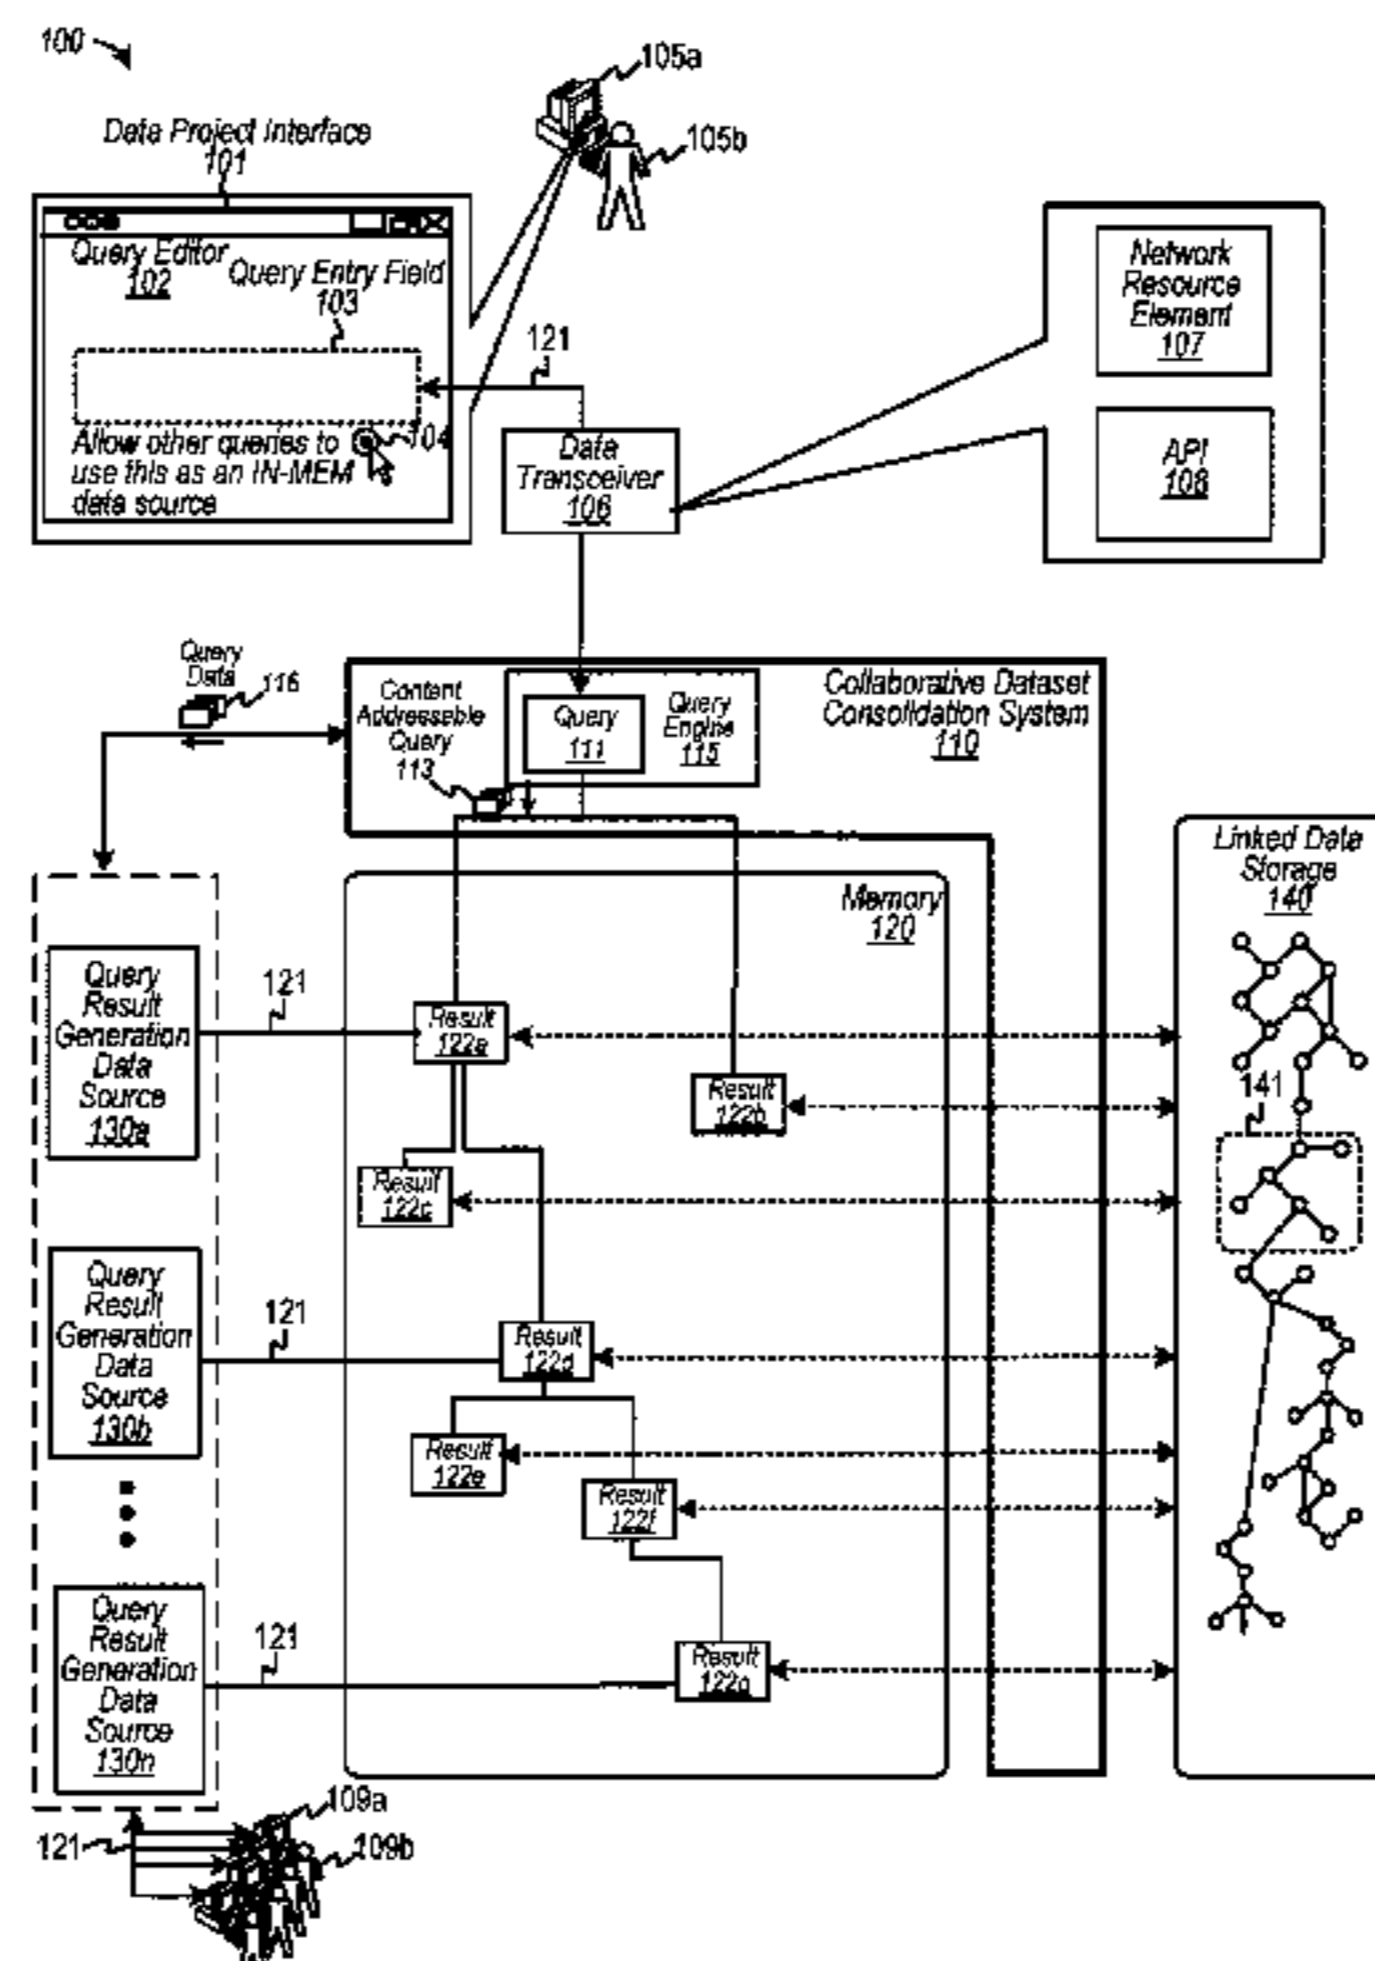 100
105a
105b
Data Project Interface
101
Query Editor
102
Query Entry Field
103
121
Allow other queries to
use this as an IN-MEM
data source
104
Data
Transceiver
106
Network
Resource
Element
107
API
108
Query
Data
116
Content
Addressable
Query
113
Query
111
Query
Engine
115
Collaborative Dataset
Consolidation System
110
Linked Data
Storage
140
Memory
120
Query
Result
Generation
Data
Source
130a
121
Result
122a
Result
122b
141
Result
122c
Query
Result
Generation
Data
Source
130b
121
Result
122d
Result
122e
Result
122f
Query
Result
Generation
Data
Source
130n
121
Result
109a
121
109b